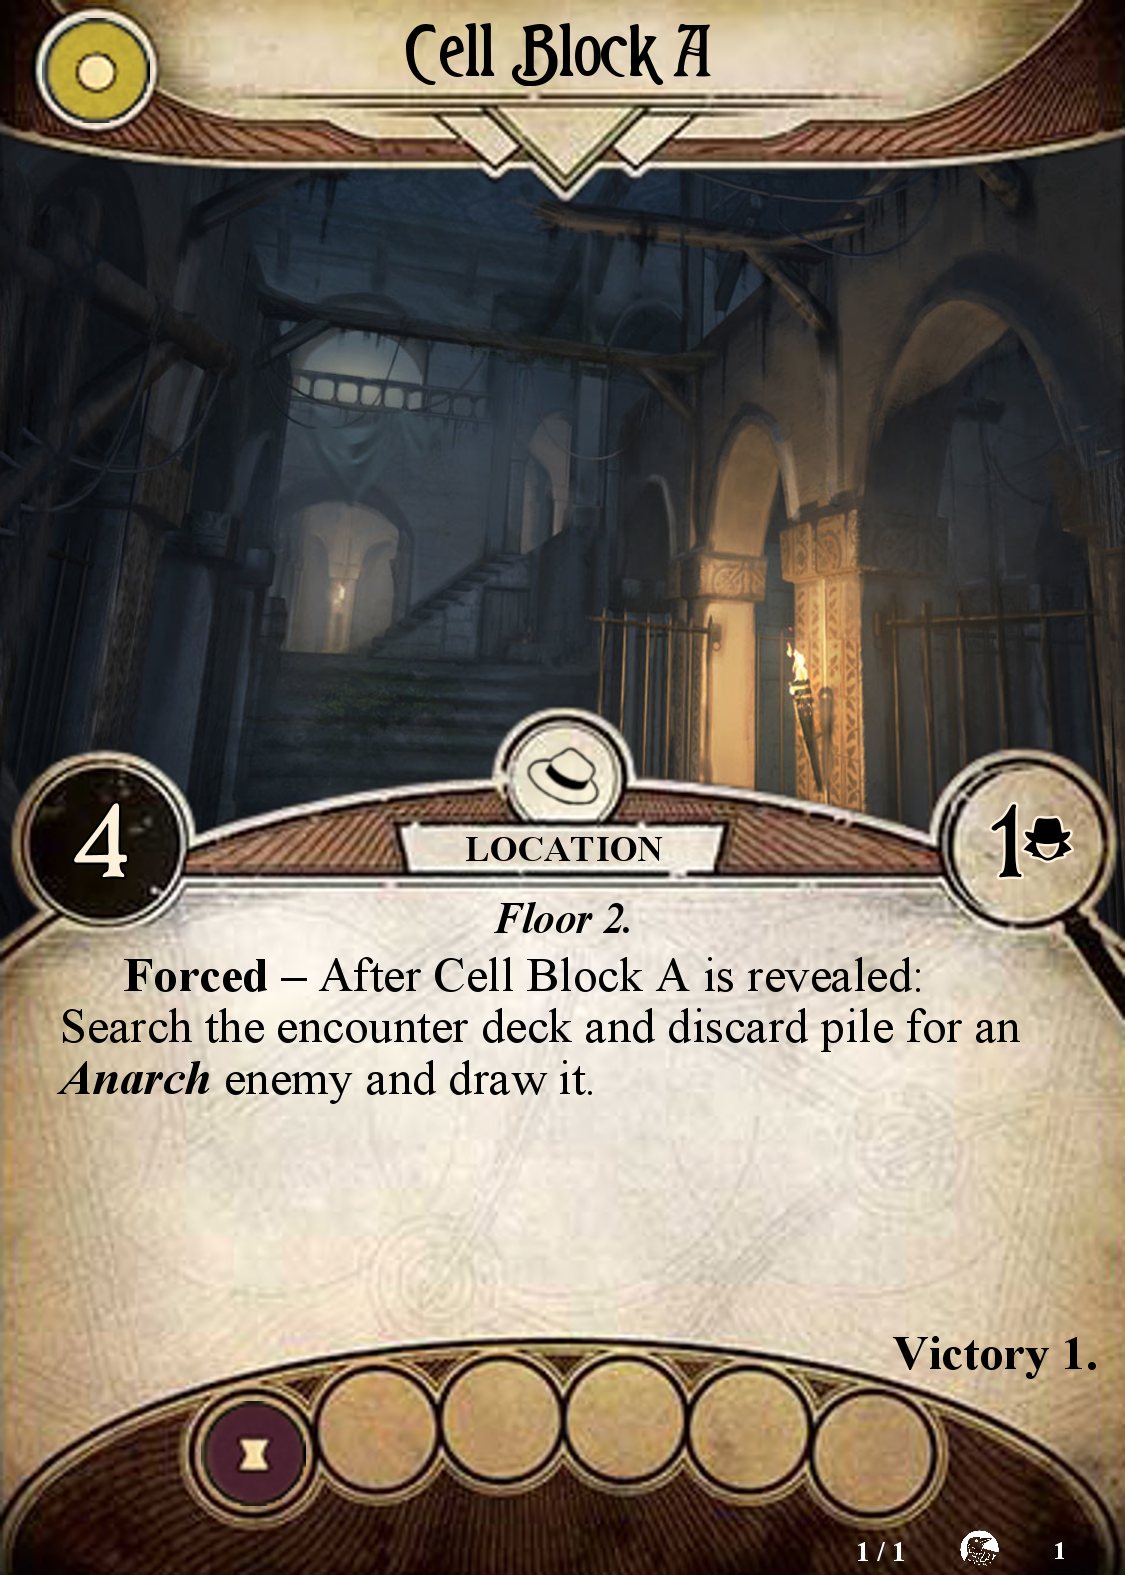 Cell Block A
4
LOCATION
1
Floor 2.
Forced – After Cell Block A is revealed:
Search the encounter deck and discard pile for an
Anarch enemy and draw it.
Victory 1.
1 / 1
1